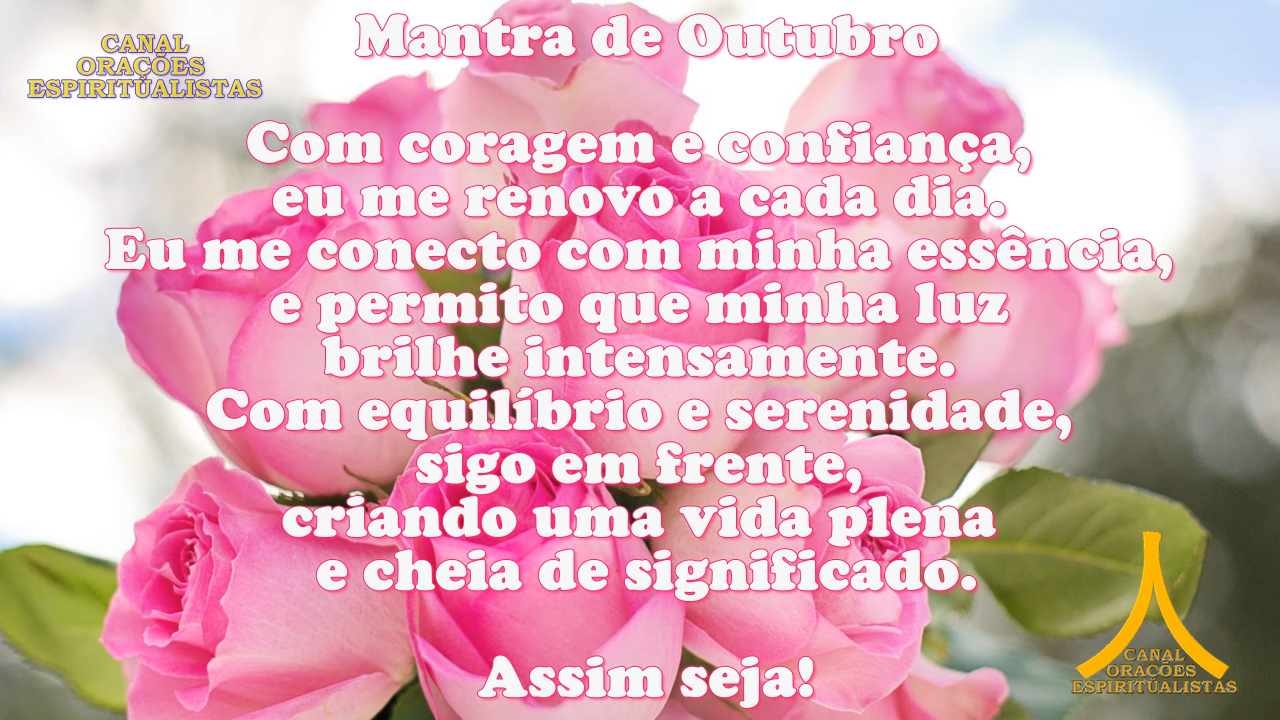 CANAL
ORAÇÕES
ESPIRITUALISTAS
Mantra de Outubro
Com coragem e confiança,
eu me renovo a cada dia.
Eu me conecto com minha essência,
e permito que minha luz
brilhe intensamente.
Com equilíbrio e serenidade,
sigo em frente,
criando uma vida plena
e cheia de significado.
Assim seja!
CANAL
ORAÇÕES
ESPIRITUALISTAS